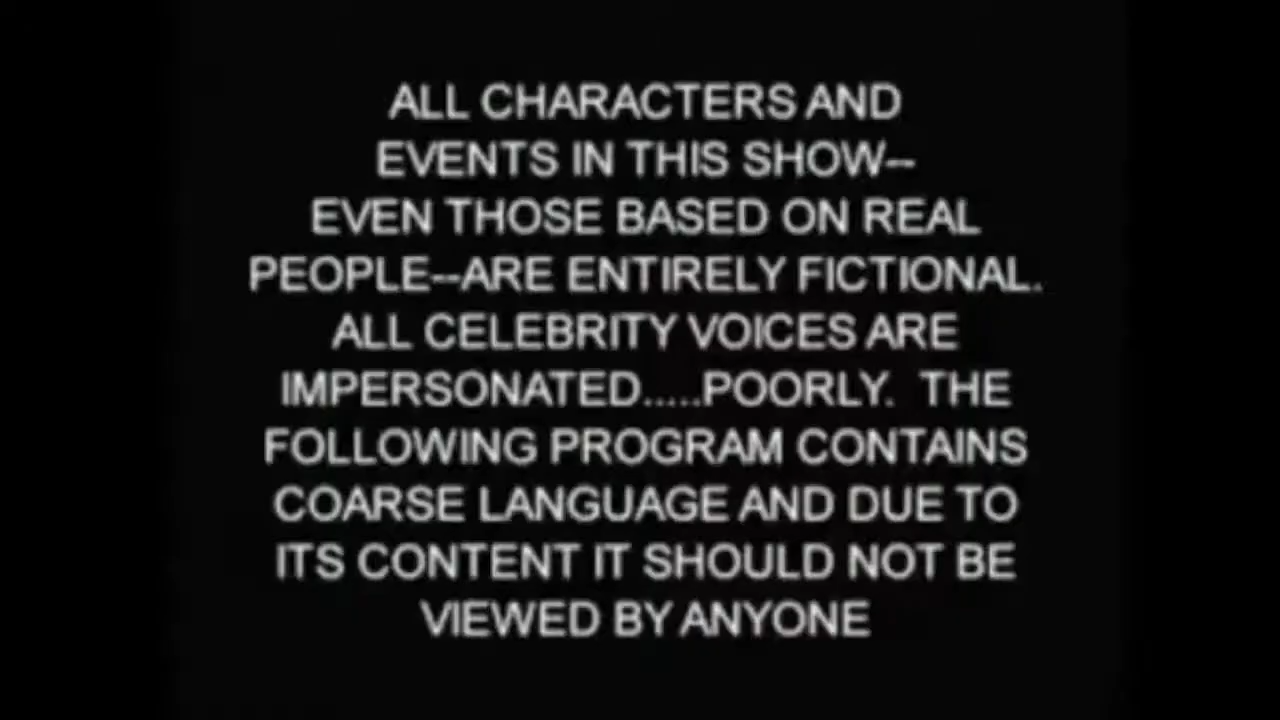 ALL CHARACTERS AND
EVENTS IN THIS SHOW--
EVEN THOSE BASED ON REAL
PEOPLE--ARE ENTIRELY FICTIONAL.
ALL CELEBRITY VOICES ARE
IMPERSONATED.....POORLY.  THE
FOLLOWING PROGRAM CONTAINS
COARSE LANGUAGE AND DUE TO
ITS CONTENT IT SHOULD NOT BE
VIEWED BY ANYONE